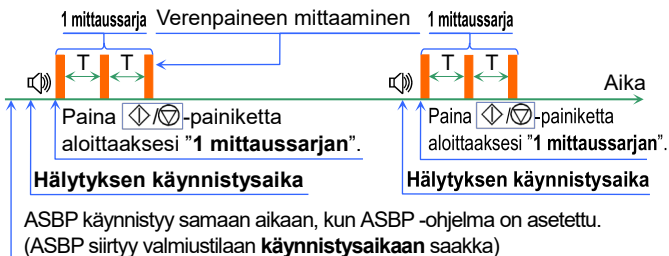 1 mittaussarja Verenpaineen mittaaminen 1 mittaussarja
T T T T
Aika
Paina /-painiketta
aloittaaksesi "1 mittaussarjan".
Paina /-painiketta
aloittaaksesi "1 mittaussarjan".
Hälytyksen käynnistysaika Hälytyksen käynnistysaika
ASBP käynnistyy samaan aikaan, kun ASBP -ohjelma on asetettu.
(ASBP siirtyy valmiustilaan käynnistysaikaan saakka)